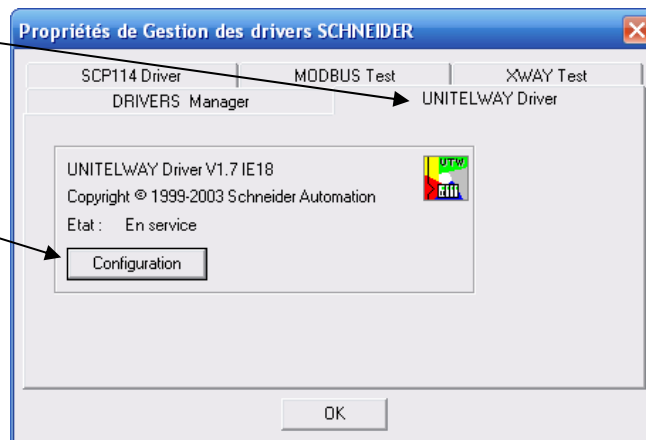 Propriétés de Gestion des drivers SCHNEIDER
SCP114 Driver MODBUS Test XWAY Test
DRIVERS Manager UNITELWAY Driver
UNITELWAY Driver V1.7 IE18
UTW
Copyright © 1999-2003 Schneider Automation
Etat : En service
Configuration
OK